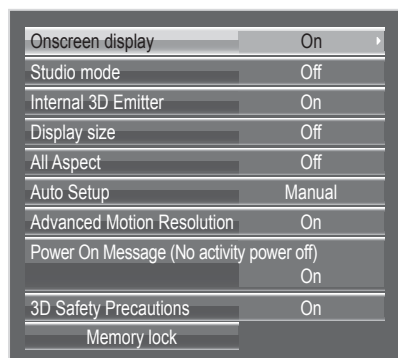 Onscreen display On
Studio mode Off
Internal 3D Emitter On
Display size Off
All Aspect Off
Auto Setup Manual
Advanced Motion Resolution On
Power On Message (No activity power off)
On
3D Safety Precautions On
Memory lock